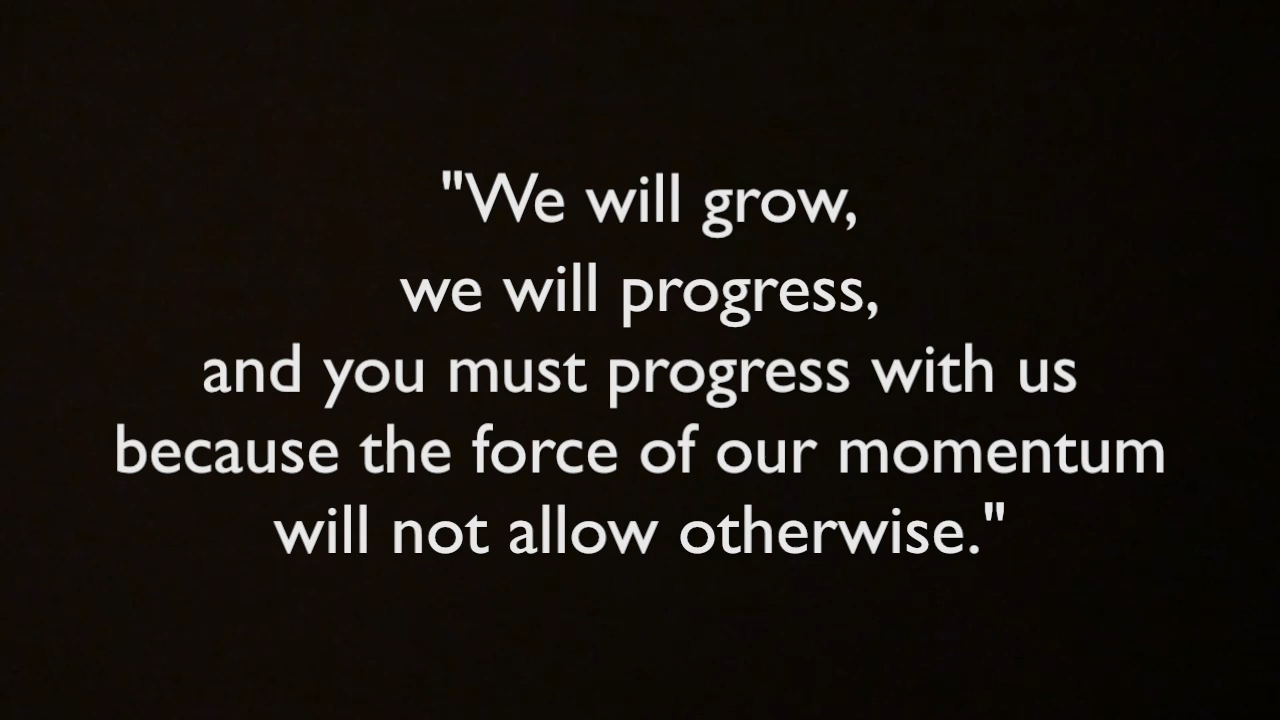 "We will grow,
we will progress,
and you must progress with us
because the force of our momentum
will not allow otherwise."